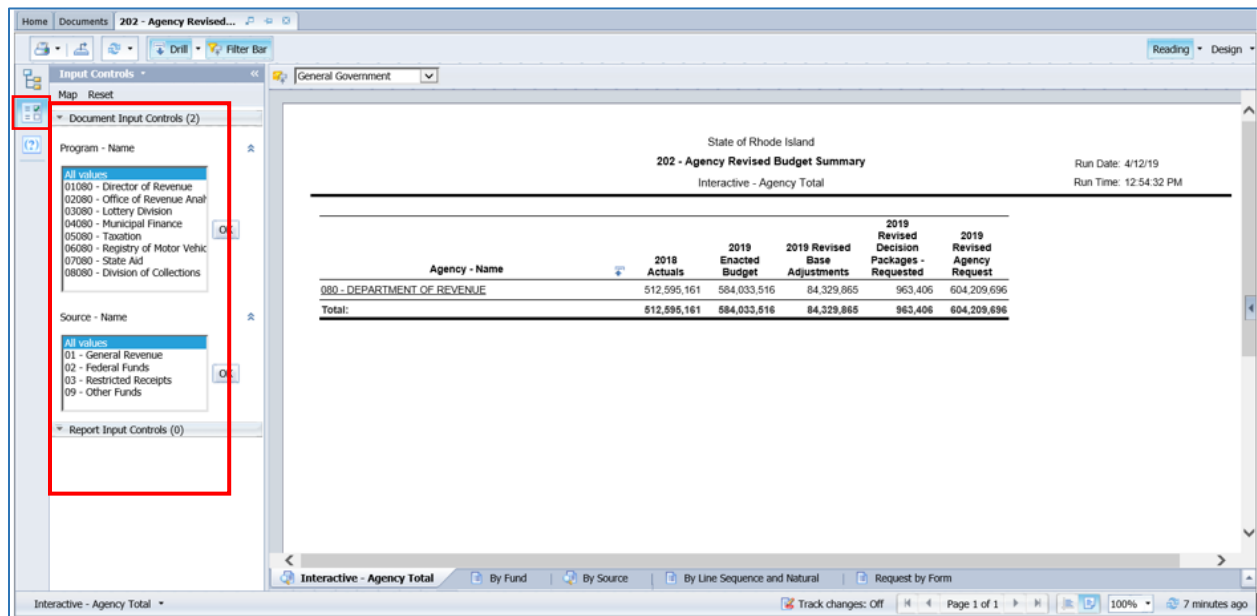 Home Documents 202 - Agency Revised...
Drill Filter Bar Reading Design
Input Controls
Map Reset
Document Input Controls (2)
Program - Name
All values
01080 - Director of Revenue
02080 - Office of Revenue Anal
03080 - Lottery Division
04080 - Municipal Finance
05080 - Taxation
06080 - Registry of Motor Vehic
07080 - State Aid
08080 - Division of Collections
OK
Source - Name
All values
01 - General Revenue
02 - Federal Funds
03 - Restricted Receipts
09 - Other Funds
OK
Report Input Controls (0)
General Government
State of Rhode Island
202 - Agency Revised Budget Summary
Interactive - Agency Total
Run Date: 4/12/19
Run Time: 12:54:32 PM
Agency - Name
2018
Actuals
2019
Enacted
Budget
2019 Revised
Base
Adjustments
2019
Revised
Decision
Packages -
Requested
2019
Revised
Agency
Request
080 - DEPARTMENT OF REVENUE 512,595,161 584,033,516 84,329,865 963,406 604,209,696
Total: 512,595,161 584,033,516 84,329,865 963,406 604,209,696
Interactive - Agency Total By Fund By Source By Line Sequence and Natural Request by Form
Interactive - Agency Total Track changes: Off Page 1 of 1 100% 7 minutes ago